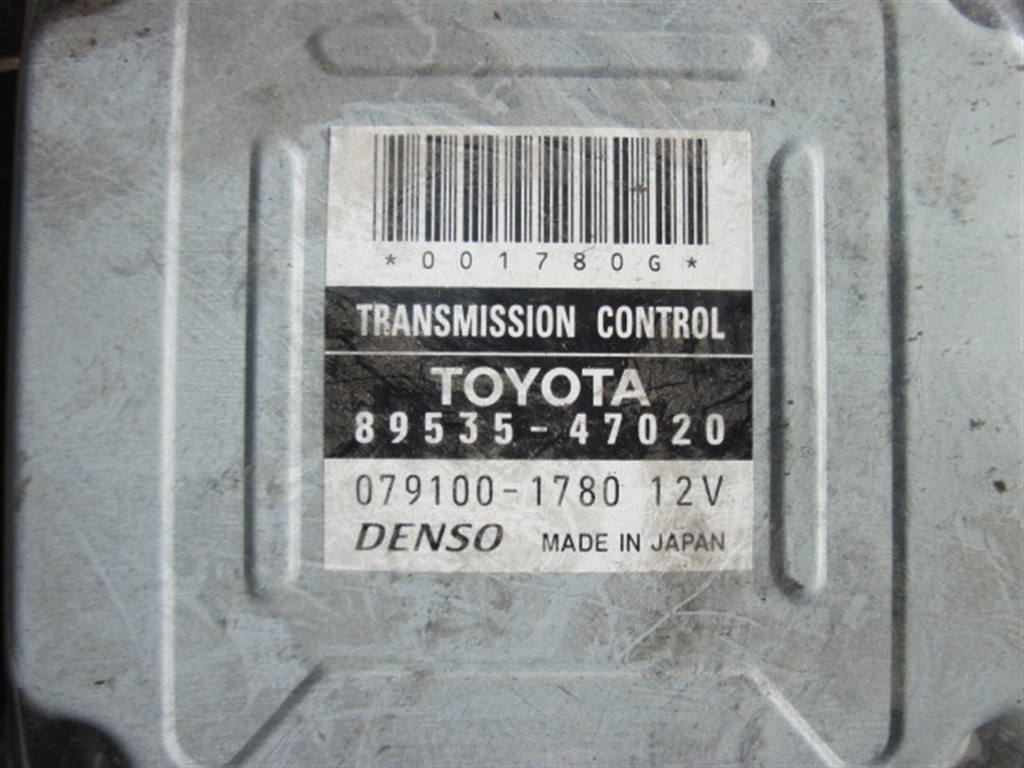 *001780G*
TRANSMISSION CONTROL
TOYOTA
89535-47020
079100-1780 12V
DENSO MADE IN JAPAN